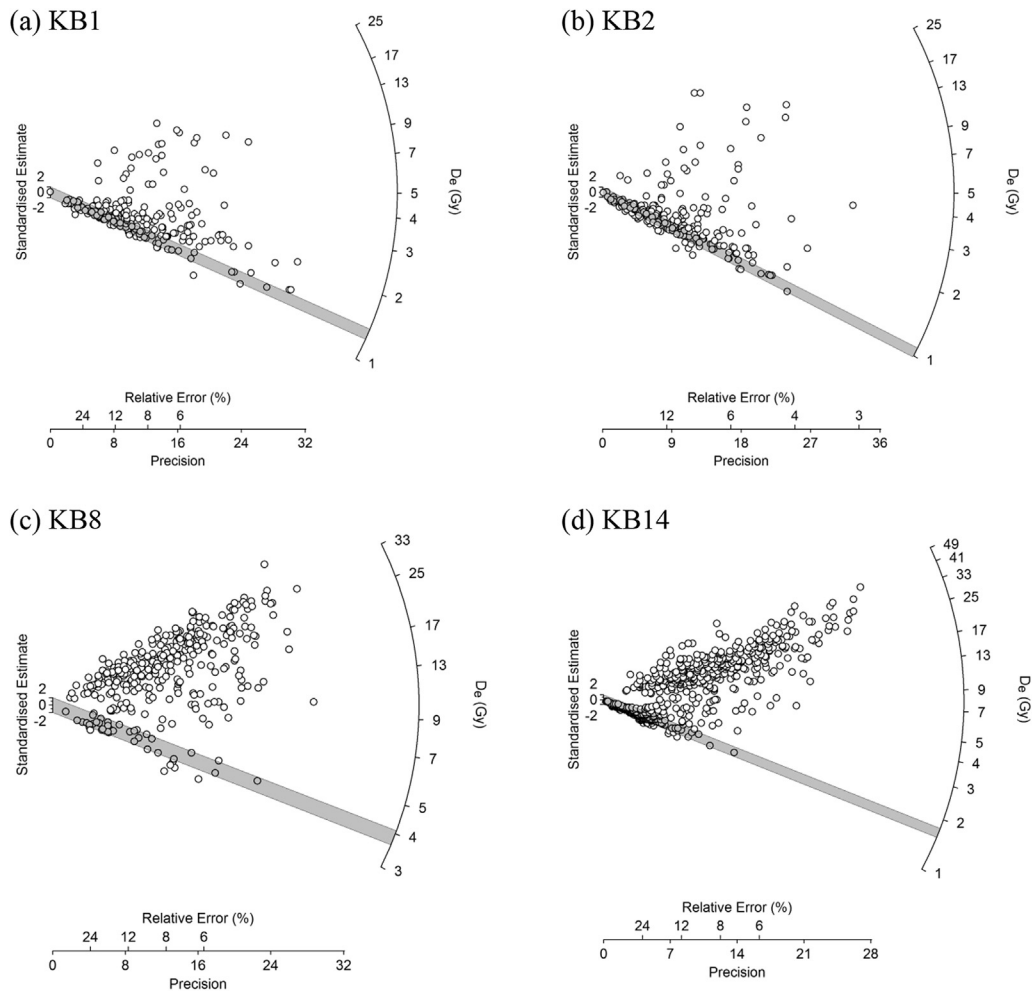 (a) KB1
Standardised Estimate
2
0
-2
25
17
13
9
7
5
4
3
2
1
De (Gy)
Relative Error (%)
24 12 8 6
0 8 16 24 32
Precision
(b) KB2
Standardised Estimate
2
0
-2
25
17
13
9
7
5
4
3
2
1
De (Gy)
Relative Error (%)
12 6 4 3
0 9 18 27 36
Precision
(c) KB8
Standardised Estimate
2
0
-2
33
25
17
13
9
7
5
4
3
De (Gy)
Relative Error (%)
24 12 8 6
0 8 16 24 32
Precision
(d) KB14
Standardised Estimate
2
0
-2
49
41
33
25
17
13
9
7
5
4
3
2
1
De (Gy)
Relative Error (%)
24 12 8 6
0 7 14 21 28
Precision